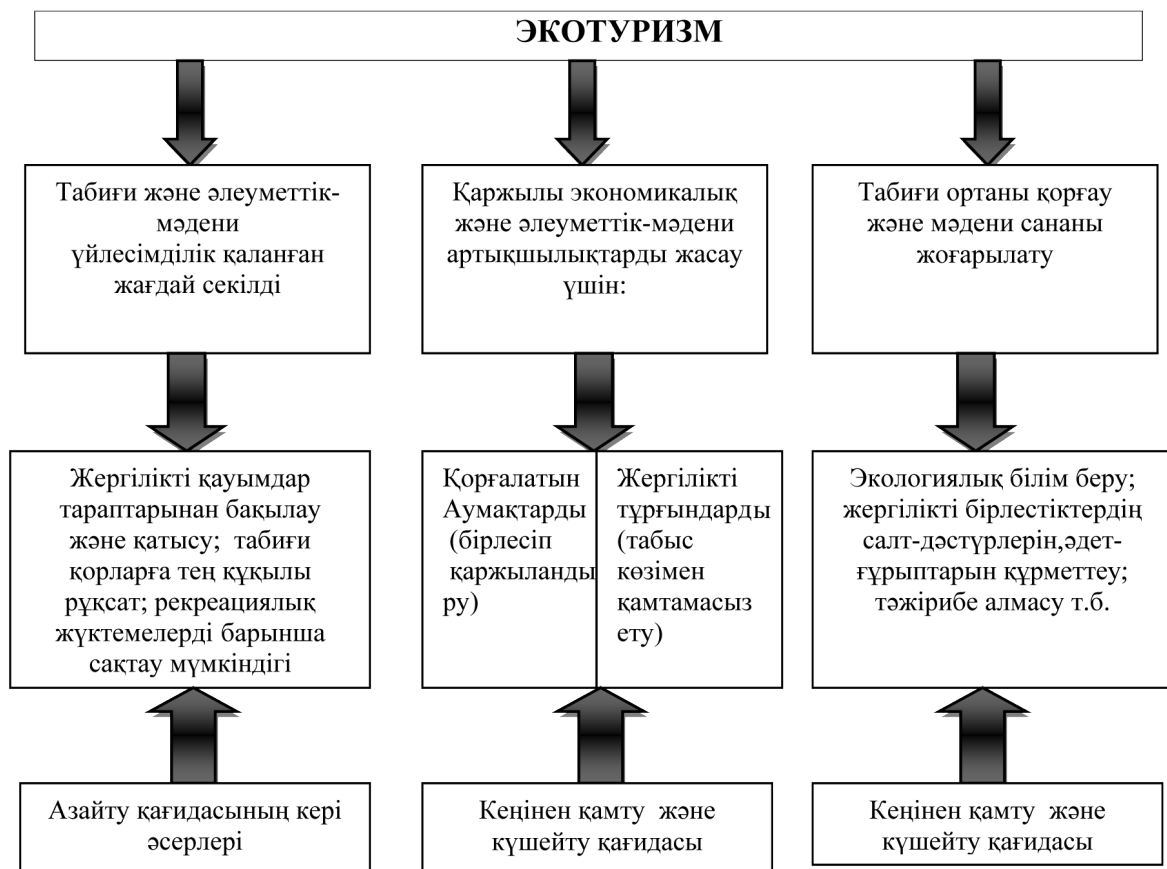 ЭКОТУРИЗМ
Табиғи және әлеуметтік-
мәдени
үйлесімділік қаланған
жағдай секілді
Қаржылы экономикалық
және әлеуметтік-мәдени
артықшылықтарды жасау
үшін:
Табиғи ортаны қорғау
және мәдени сананы
жоғарылату
Жергілікті қауымдар
тараптарынан бақылау
және қатысу; табиғи
қорларға тең құқылы
рұқсат; рекреациялық
жүктемелерді барынша
сақтау мүмкіндігі
Қорғалатын
Аумақтарды
(бірлесіп
қаржыланды
ру)
Жергілікті
тұрғындарды
(табыс
көзімен
қамтамасыз
ету)
Экологиялық білім беру;
жергілікті бірлестіктердің
салт-дәстүрлерін,әдет-
ғұрыптарын құрметтеу;
тәжірибе алмасу т.б.
Азайту қағидасының кері
әсерлері
Кеңінен қамту және
күшейту қағидасы
Кеңінен қамту және
күшейту қағидасы